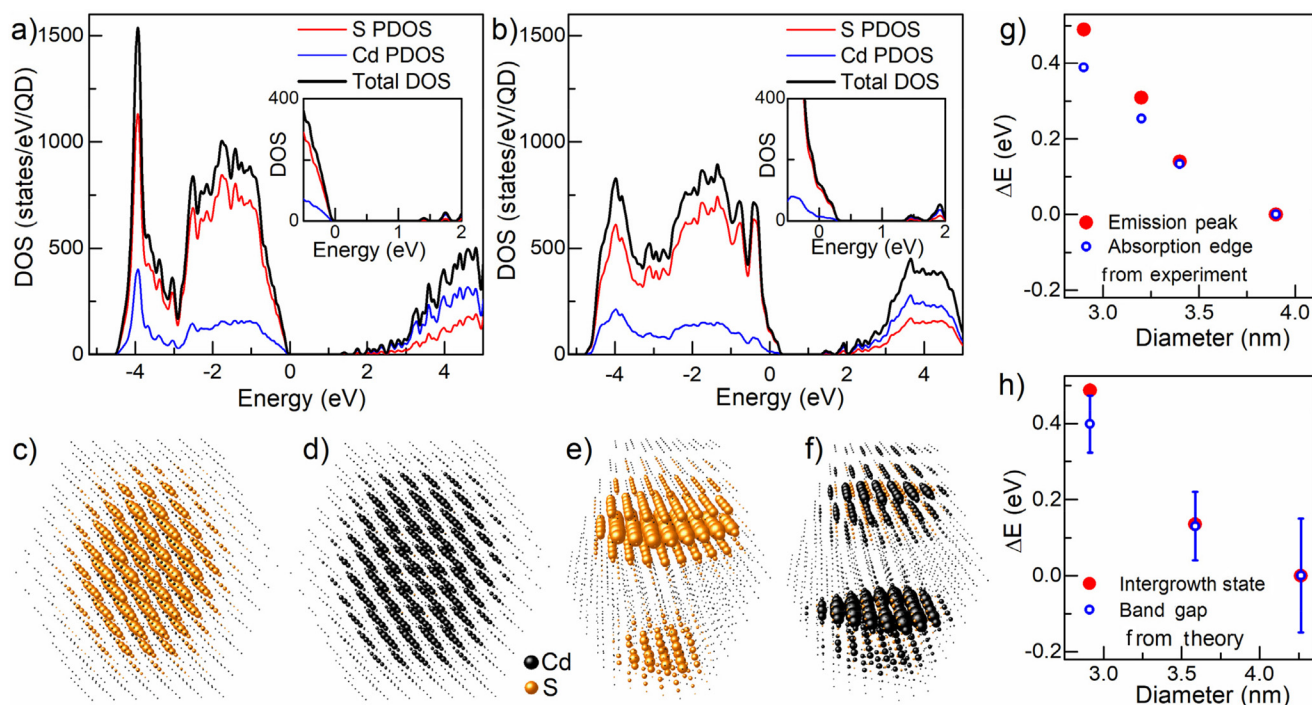 a)
1500
1000
500
0
DOS (states/eV/QD)
S PDOS
Cd PDOS
Total DOS
400
0
DOS
0
1
2
Energy (eV)
-4
-2
0
2
4
Energy (eV)
b)
1500
1000
500
0
DOS (states/eV/QD)
S PDOS
Cd PDOS
Total DOS
400
0
DOS
0
1
2
Energy (eV)
-4
-2
0
2
4
Energy (eV)
g)
0.4
0.2
0.0
-0.2
ΔE (eV)
Emission peak
Absorption edge
from experiment
3.0
3.5
4.0
Diameter (nm)
c)
d)
e)
f)
Cd
S
h)
0.4
0.2
0.0
-0.2
ΔE (eV)
Intergrowth state
Band gap
from theory
3.0
3.5
4.0
Diameter (nm)